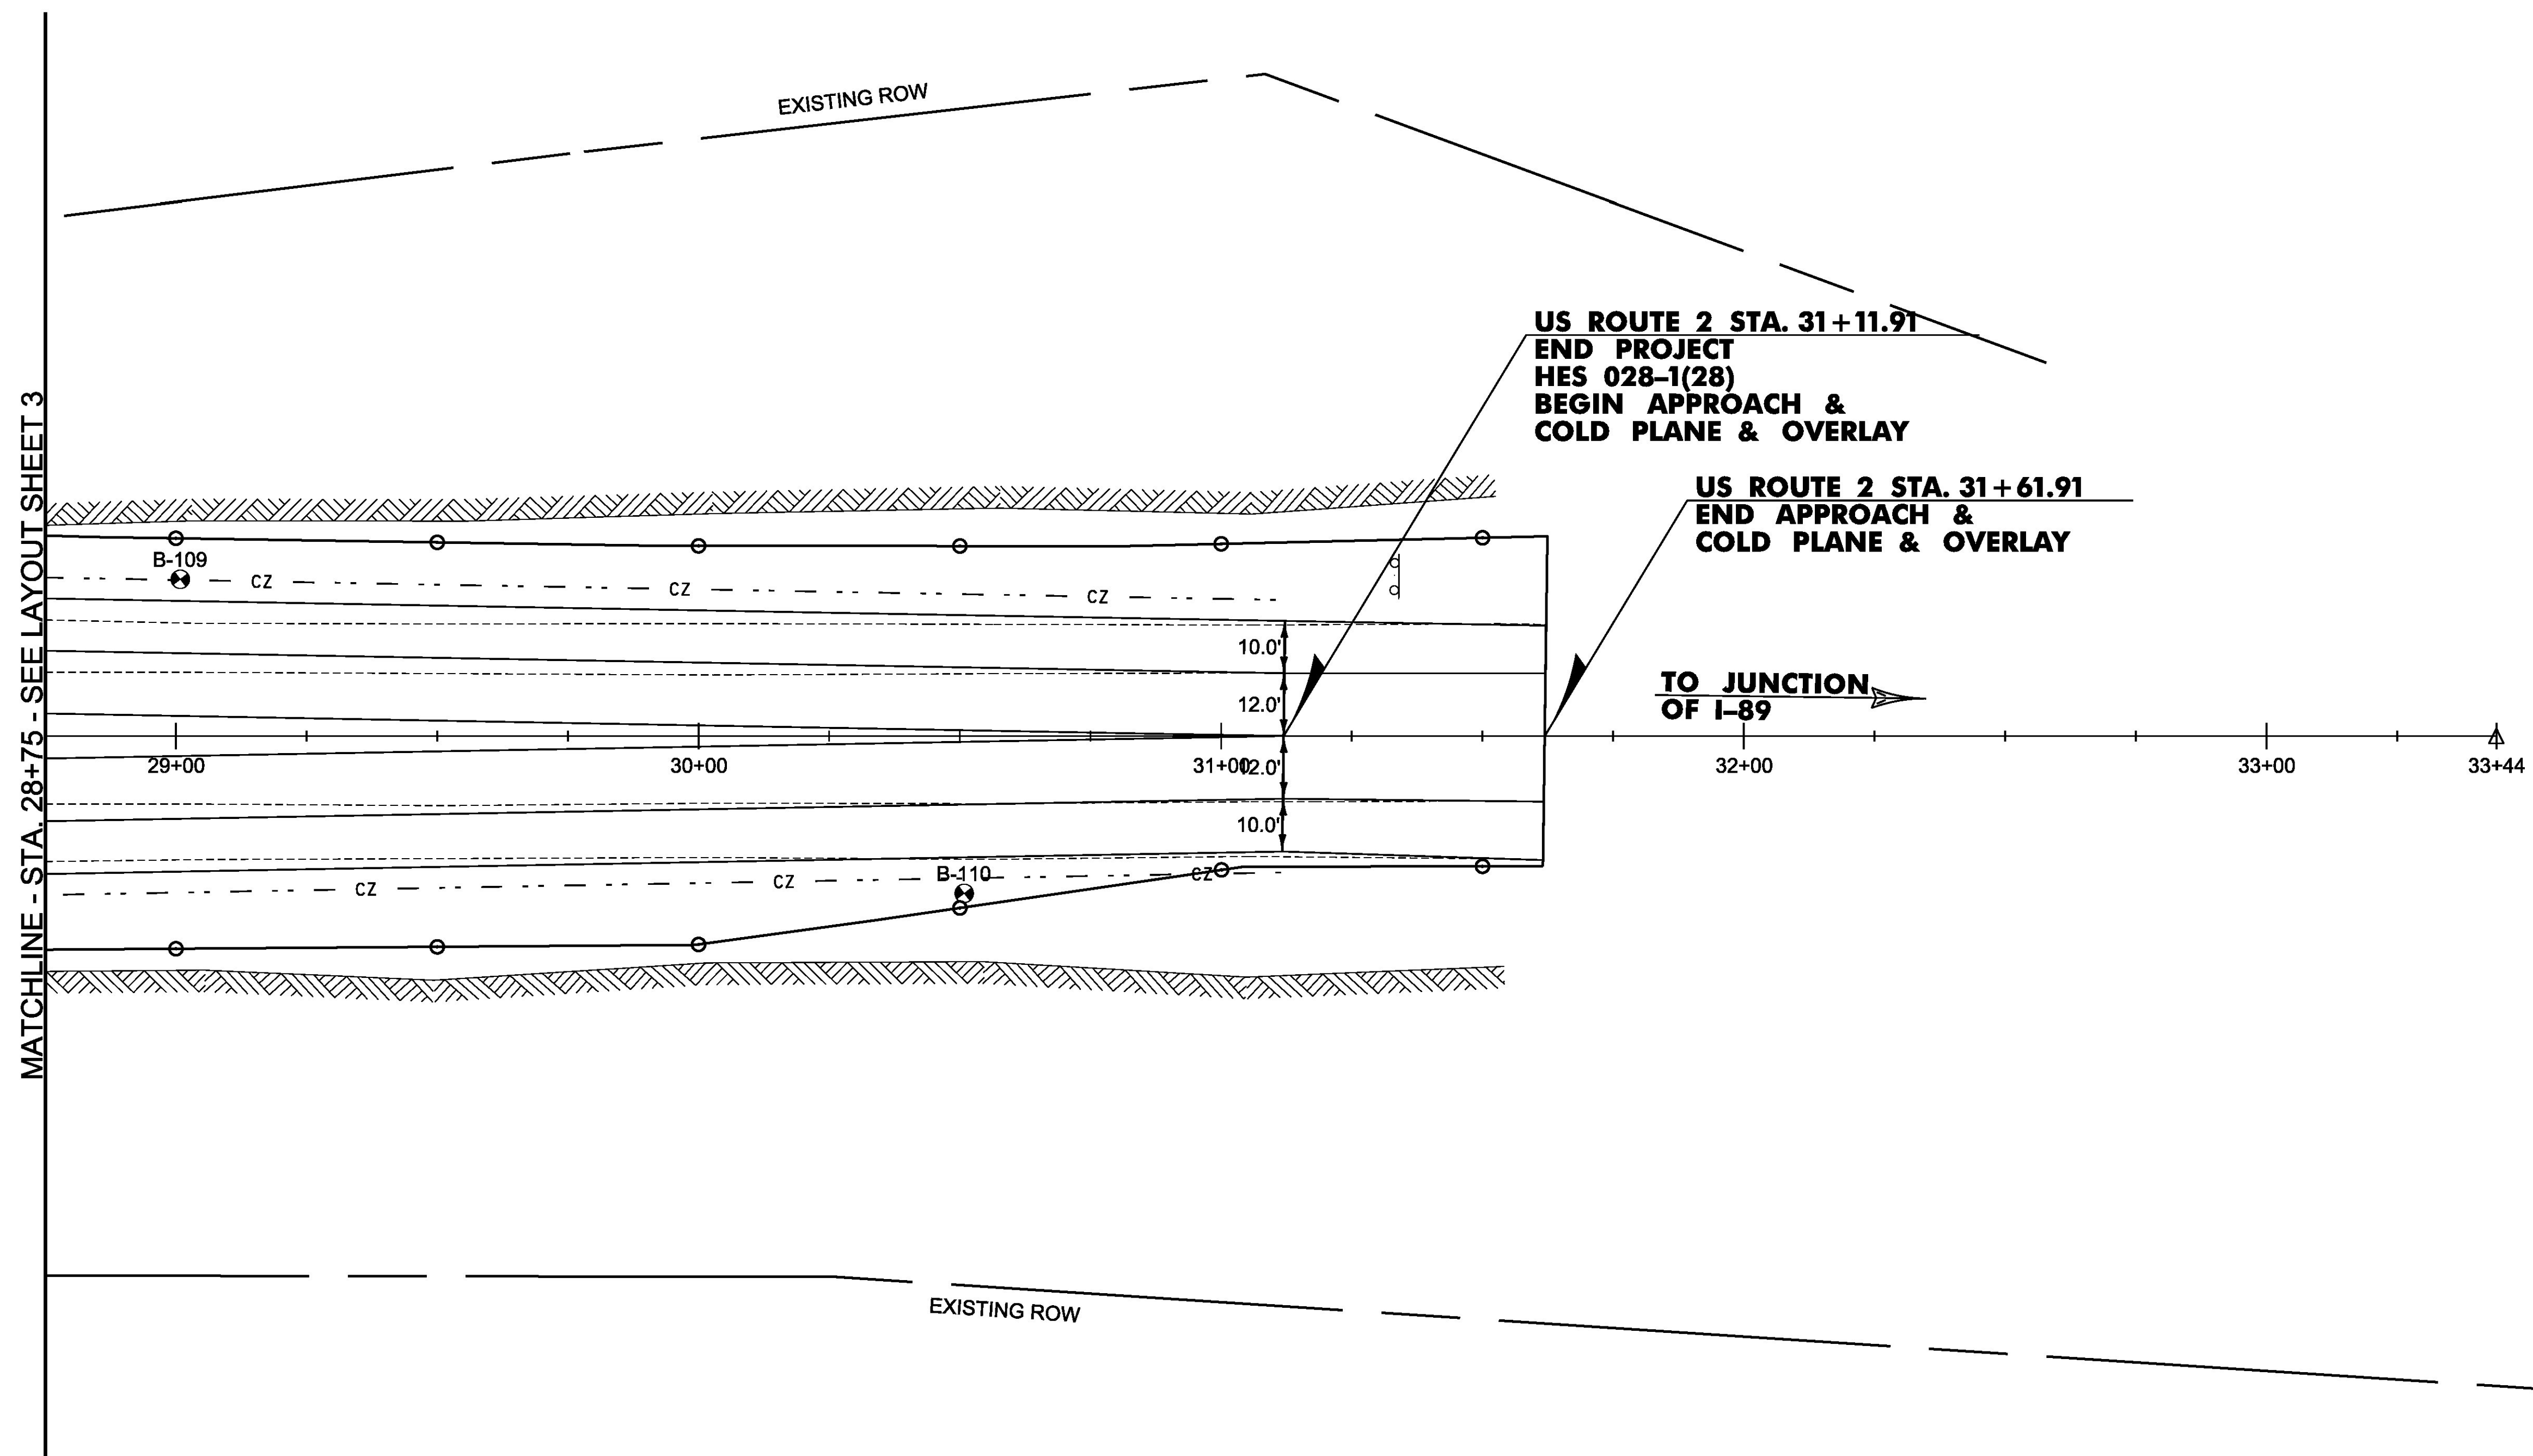 EXISTING ROW
US ROUTE 2 STA. 31+11.91
END PROJECT
HES 028-1(28)
BEGIN APPROACH &
COLD PLANE & OVERLAY
US ROUTE 2 STA. 31+61.91
END APPROACH &
COLD PLANE & OVERLAY
MATCHLINE - STA. 28+75 - SEE LAYOUT SHEET 3
B-109
CZ
CZ
CZ
10.0'
12.0'
TO JUNCTION
OF I-89
29+00
30+00
31+00
12.0'
32+00
33+00
33+44
10.0'
B-110
CZ
CZ
CZ
EXISTING ROW